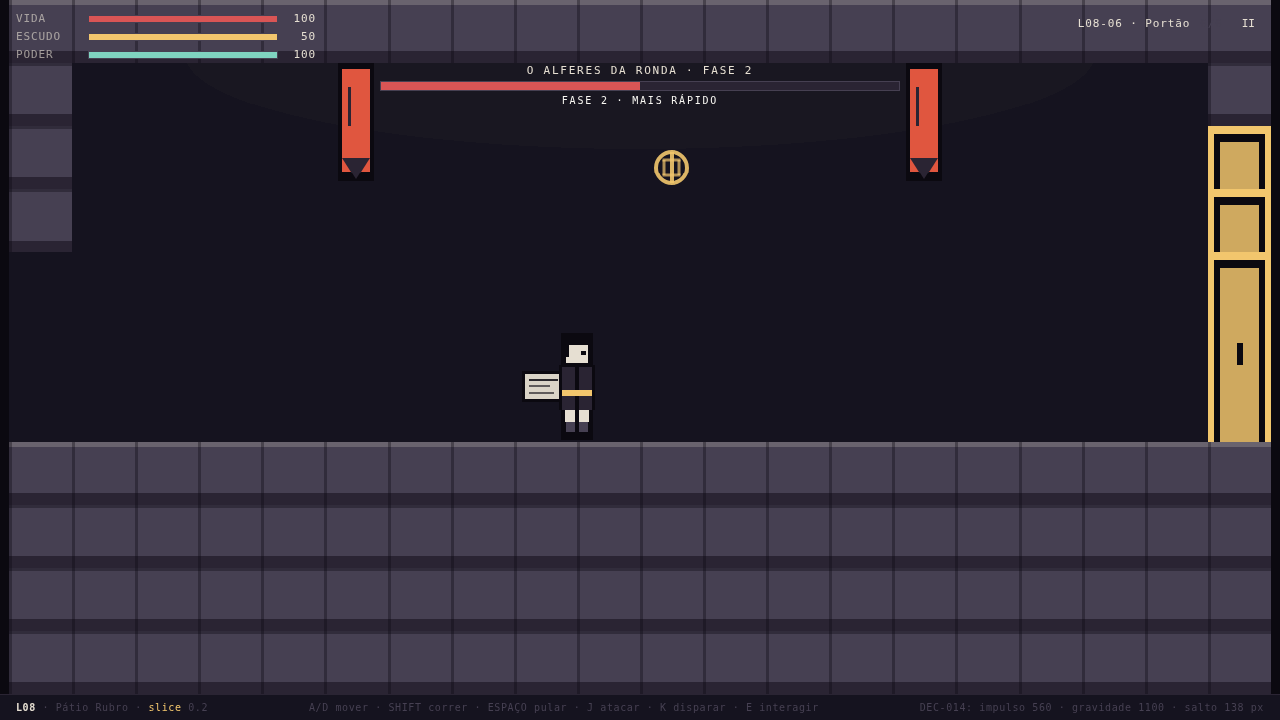 VIDA 100
ESCUDO 50
PODER 100
L08-06 · Portão II
O ALFERES DA RONDA · FASE 2
FASE 2 · MAIS RÁPIDO
L08 · Pátio Rubro · slice 0.2
A/D mover · SHIFT correr · ESPAÇO pular · J atacar · K disparar · E interagir
DEC-014: impulso 560 · gravidade 1100 · salto 138 px